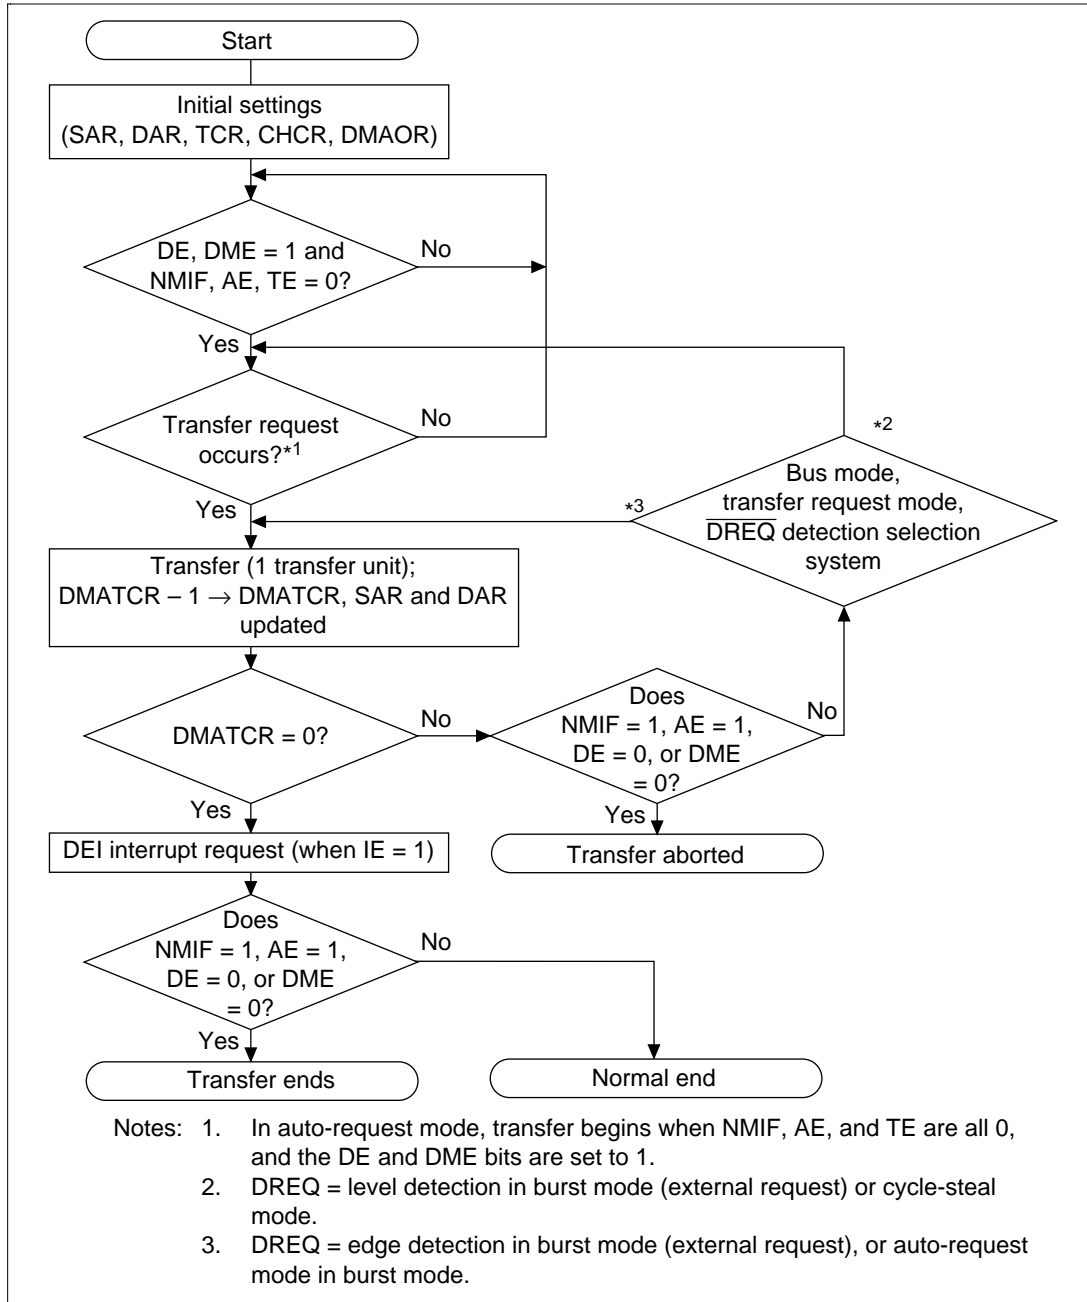 Start
Initial settings
(SAR, DAR, TCR, CHCR, DMAOR)
DE, DME = 1 and
NMIF, AE, TE = 0?
No
Yes
Transfer request
occurs?*1
No
Yes
*2
Bus mode,
transfer request mode,
DREQ detection selection
system
*3
Transfer (1 transfer unit);
DMATCR – 1 → DMATCR, SAR and DAR
updated
DMATCR = 0?
No
Does
NMIF = 1, AE = 1,
DE = 0, or DME
= 0?
No
Yes
Transfer aborted
Yes
DEI interrupt request (when IE = 1)
Does
NMIF = 1, AE = 1,
DE = 0, or DME
= 0?
No
Yes
Transfer ends
Normal end
Notes: 1. In auto-request mode, transfer begins when NMIF, AE, and TE are all 0,
and the DE and DME bits are set to 1.
2. DREQ = level detection in burst mode (external request) or cycle-steal
mode.
3. DREQ = edge detection in burst mode (external request), or auto-request
mode in burst mode.